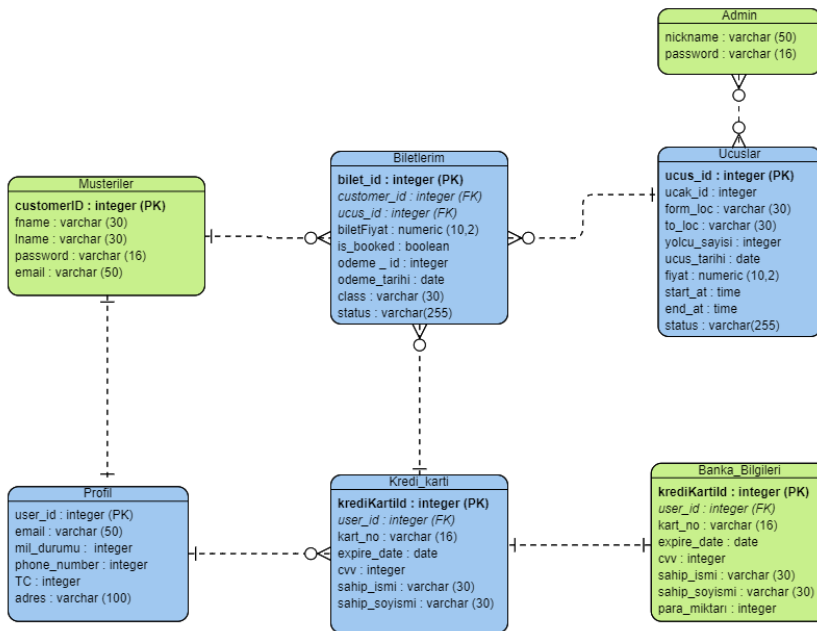 Admin
nickname : varchar (50)
password : varchar (16)
Biletlerim
bilet_id : integer (PK)
customer_id : integer (FK)
ucus_id : integer (FK)
biletFiyat : numeric (10,2)
is_booked : boolean
odeme _ id : integer
odeme_tarihi : date
class : varchar (30)
status : varchar(255)
Ucuslar
ucus_id : integer (PK)
ucak_id : integer
form_loc : varchar (30)
to_loc : varchar (30)
yolcu_sayisi : integer
ucus_tarihi : date
fiyat : numeric (10,2)
start_at : time
end_at : time
status : varchar(255)
Musteriler
customerID : integer (PK)
fname : varchar (30)
lname : varchar (30)
password : varchar (16)
email : varchar (50)
Profil
user_id : integer (PK)
email : varchar (50)
mil_durumu : integer
phone_number : integer
TC : integer
adres : varchar (100)
Kredi_karti
krediKartiId : integer (PK)
user_id : integer (FK)
kart_no : varchar (16)
expire_date : date
cvv : integer
sahip_ismi : varchar (30)
sahip_soyismi : varchar (30)
Banka_Bilgileri
krediKartiId : integer (PK)
user_id : integer (FK)
kart_no : varchar (16)
expire_date : date
cvv : integer
sahip_ismi : varchar (30)
sahip_soyismi : varchar (30)
para_miktarı : integer